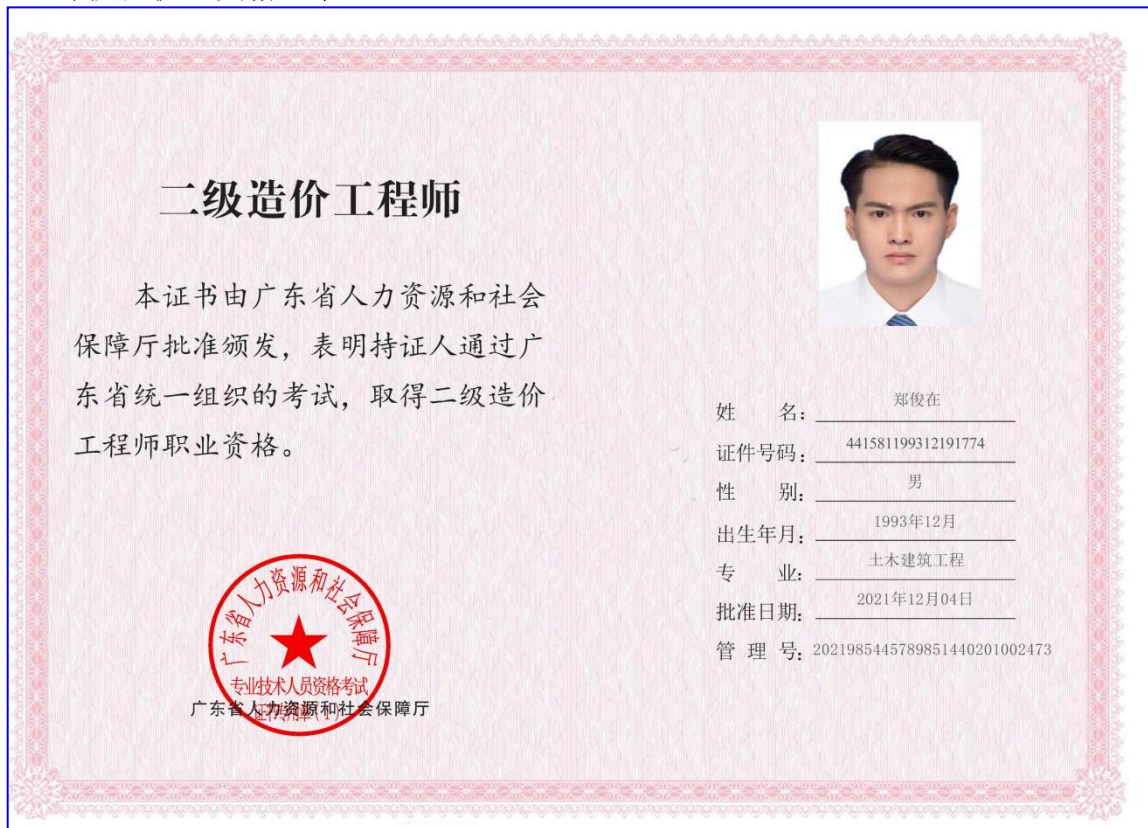 二级造价工程师
本证书由广东省人力资源和社会
保障厅批准颁发，表明持证人通过广
东省统一组织的考试，取得二级造价
工程师职业资格。
广东省人力资源和社会保障厅
专业技术人员资格考试
证书专用章(1)
广东省人力资源和社会保障厅
姓 名：郑俊在
证件号码：441581199312191774
性 别：男
出生年月：1993年12月
专 业：土木建筑工程
批准日期：2021年12月04日
管 理 号：2021985445789851440201002473